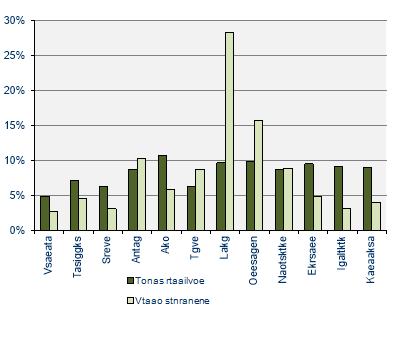 30%
25%
20%
15%
10%
5%
0%
Vsaeata
Tasiggks
Sreve
Antag
Ako
Tgve
Lakg
Oeesagen
Naotsktke
Ekrsaee
Igaltktk
Kaeaaksa
Tonas rtaailvoe
Vtaao stnranene